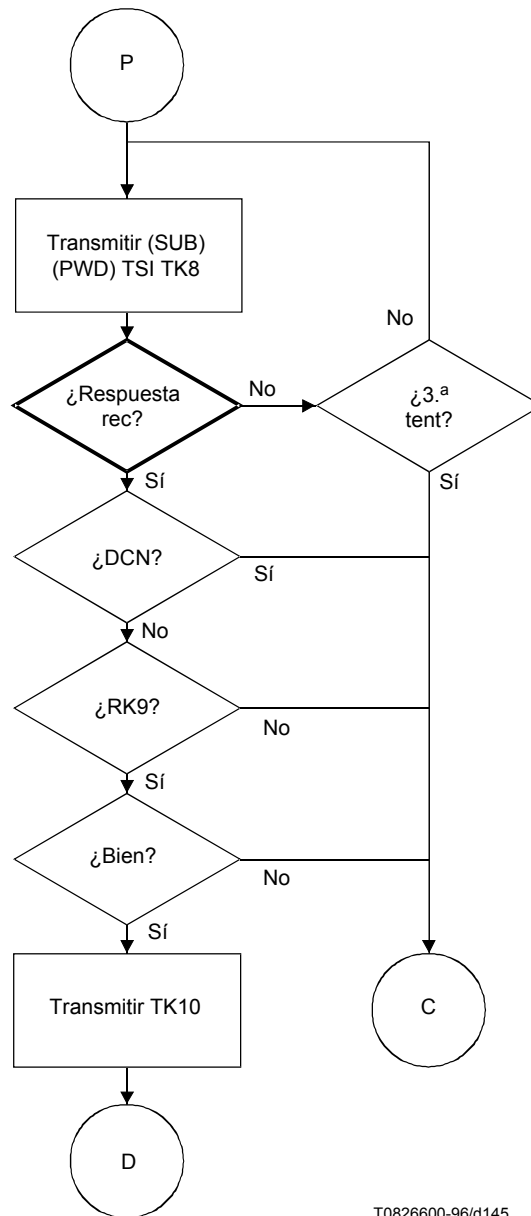 P
Transmitir (SUB)
(PWD) TSI TK8
No
¿Respuesta
rec?
No
¿3.ª
tent?
Sí
Sí
¿DCN?
Sí
No
¿RK9?
No
Sí
¿Bien?
No
Sí
Transmitir TK10
C
D
T0826600-96/d145